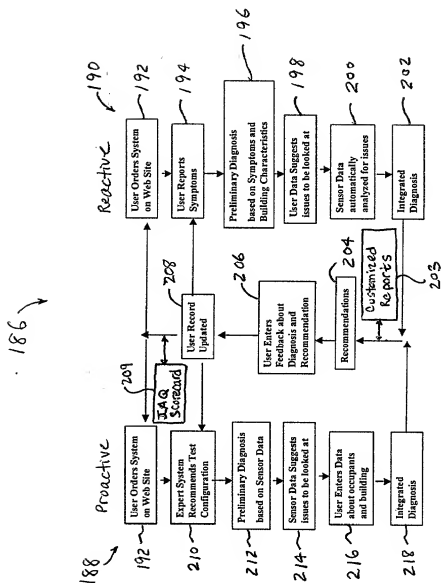 186
188
Proactive
192
User Orders System
on Web Site
210
Expert System
Recommends Test
Configuration
212
Preliminary Diagnosis
based on Sensor Data
214
Sensor Data Suggests
issues to be looked at
216
User Enters Data
about occupants
and building
218
Integrated
Diagnosis
209
IAQ
Scorecard
208
User Record
Updated
206
User Enters
Feedback about
Diagnosis and
Recommendation
204
Recommendations
Customized
Reports
203
Reactive
190
User Orders System
on Web Site
192
User Reports
Symptoms
194
Preliminary Diagnosis
based on Symptoms and
Building Characteristics
196
User Data Suggests
issues to be looked at
198
Sensor Data
automatically
analyzed for issues
200
Integrated
Diagnosis
202